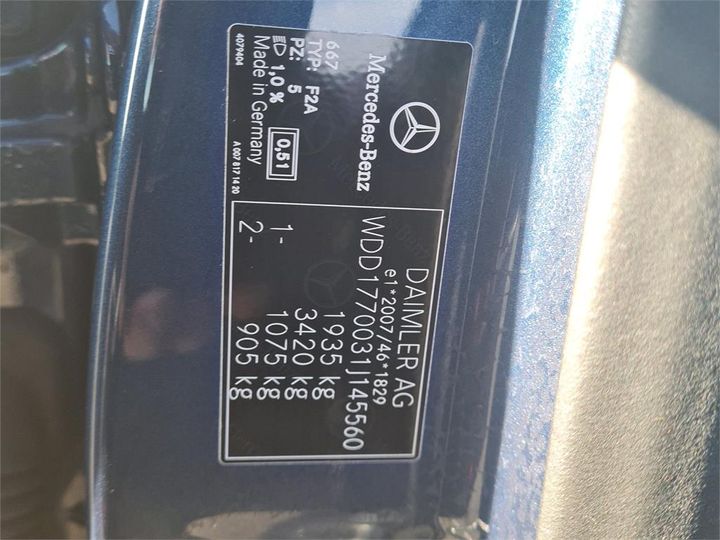 Mercedes-Benz
667
TYP: F2A
PZ: 5
1,0 %
Made in Germany
0,51
4079404
A 007 817 14 20
DAIMLER AG
e1*2007/46*1829
WDD1770031J145560
1935 kg
3420 kg
1- 1075 kg
2- 905 kg